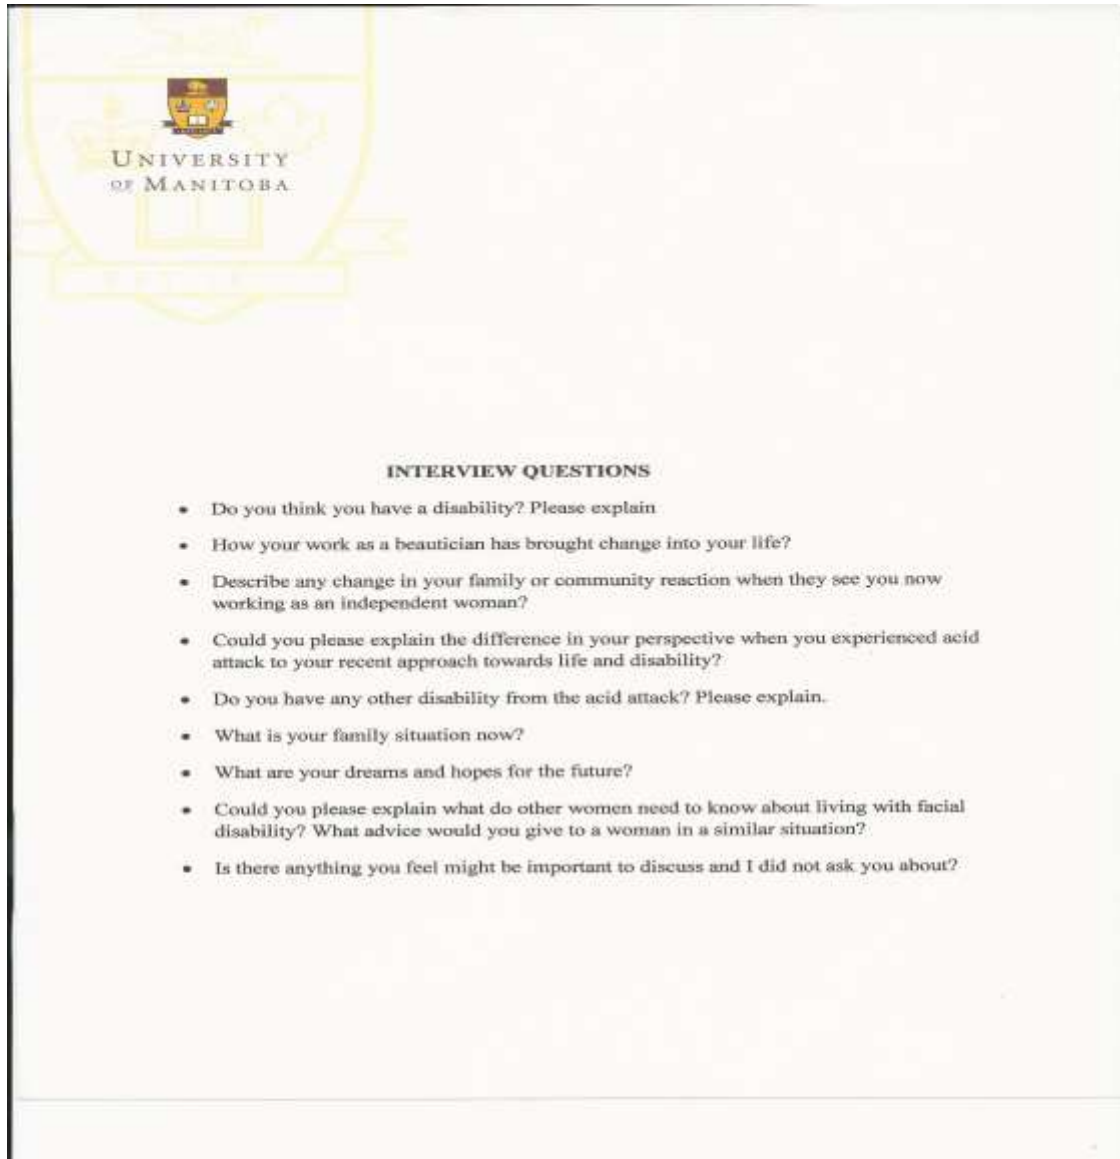 UNIVERSITY
OF MANITOBA
INTERVIEW QUESTIONS
• Do you think you have a disability? Please explain
• How your work as a beautician has brought change into your life?
• Describe any change in your family or community reaction when they see you now
working as an independent woman?
• Could you please explain the difference in your perspective when you experienced acid
attack to your recent approach towards life and disability?
• Do you have any other disability from the acid attack? Please explain.
• What is your family situation now?
• What are your dreams and hopes for the future?
• Could you please explain what do other women need to know about living with facial
disability? What advice would you give to a woman in a similar situation?
• Is there anything you feel might be important to discuss and I did not ask you about?